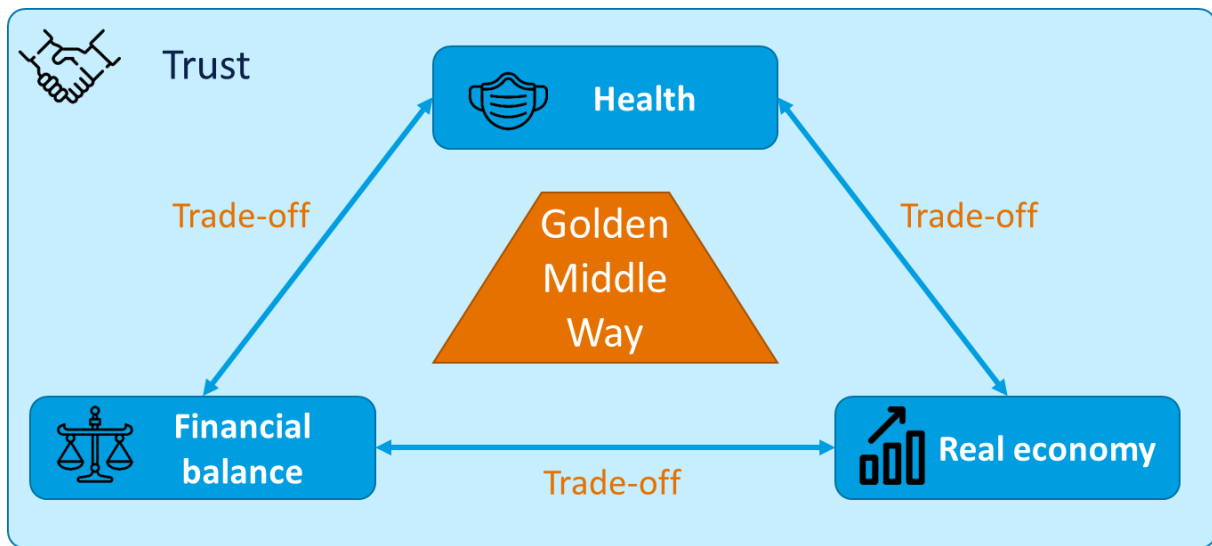 Trust
Health
Trade-off
Trade-off
Golden
Middle
Way
Financial
balance
Real economy
Trade-off